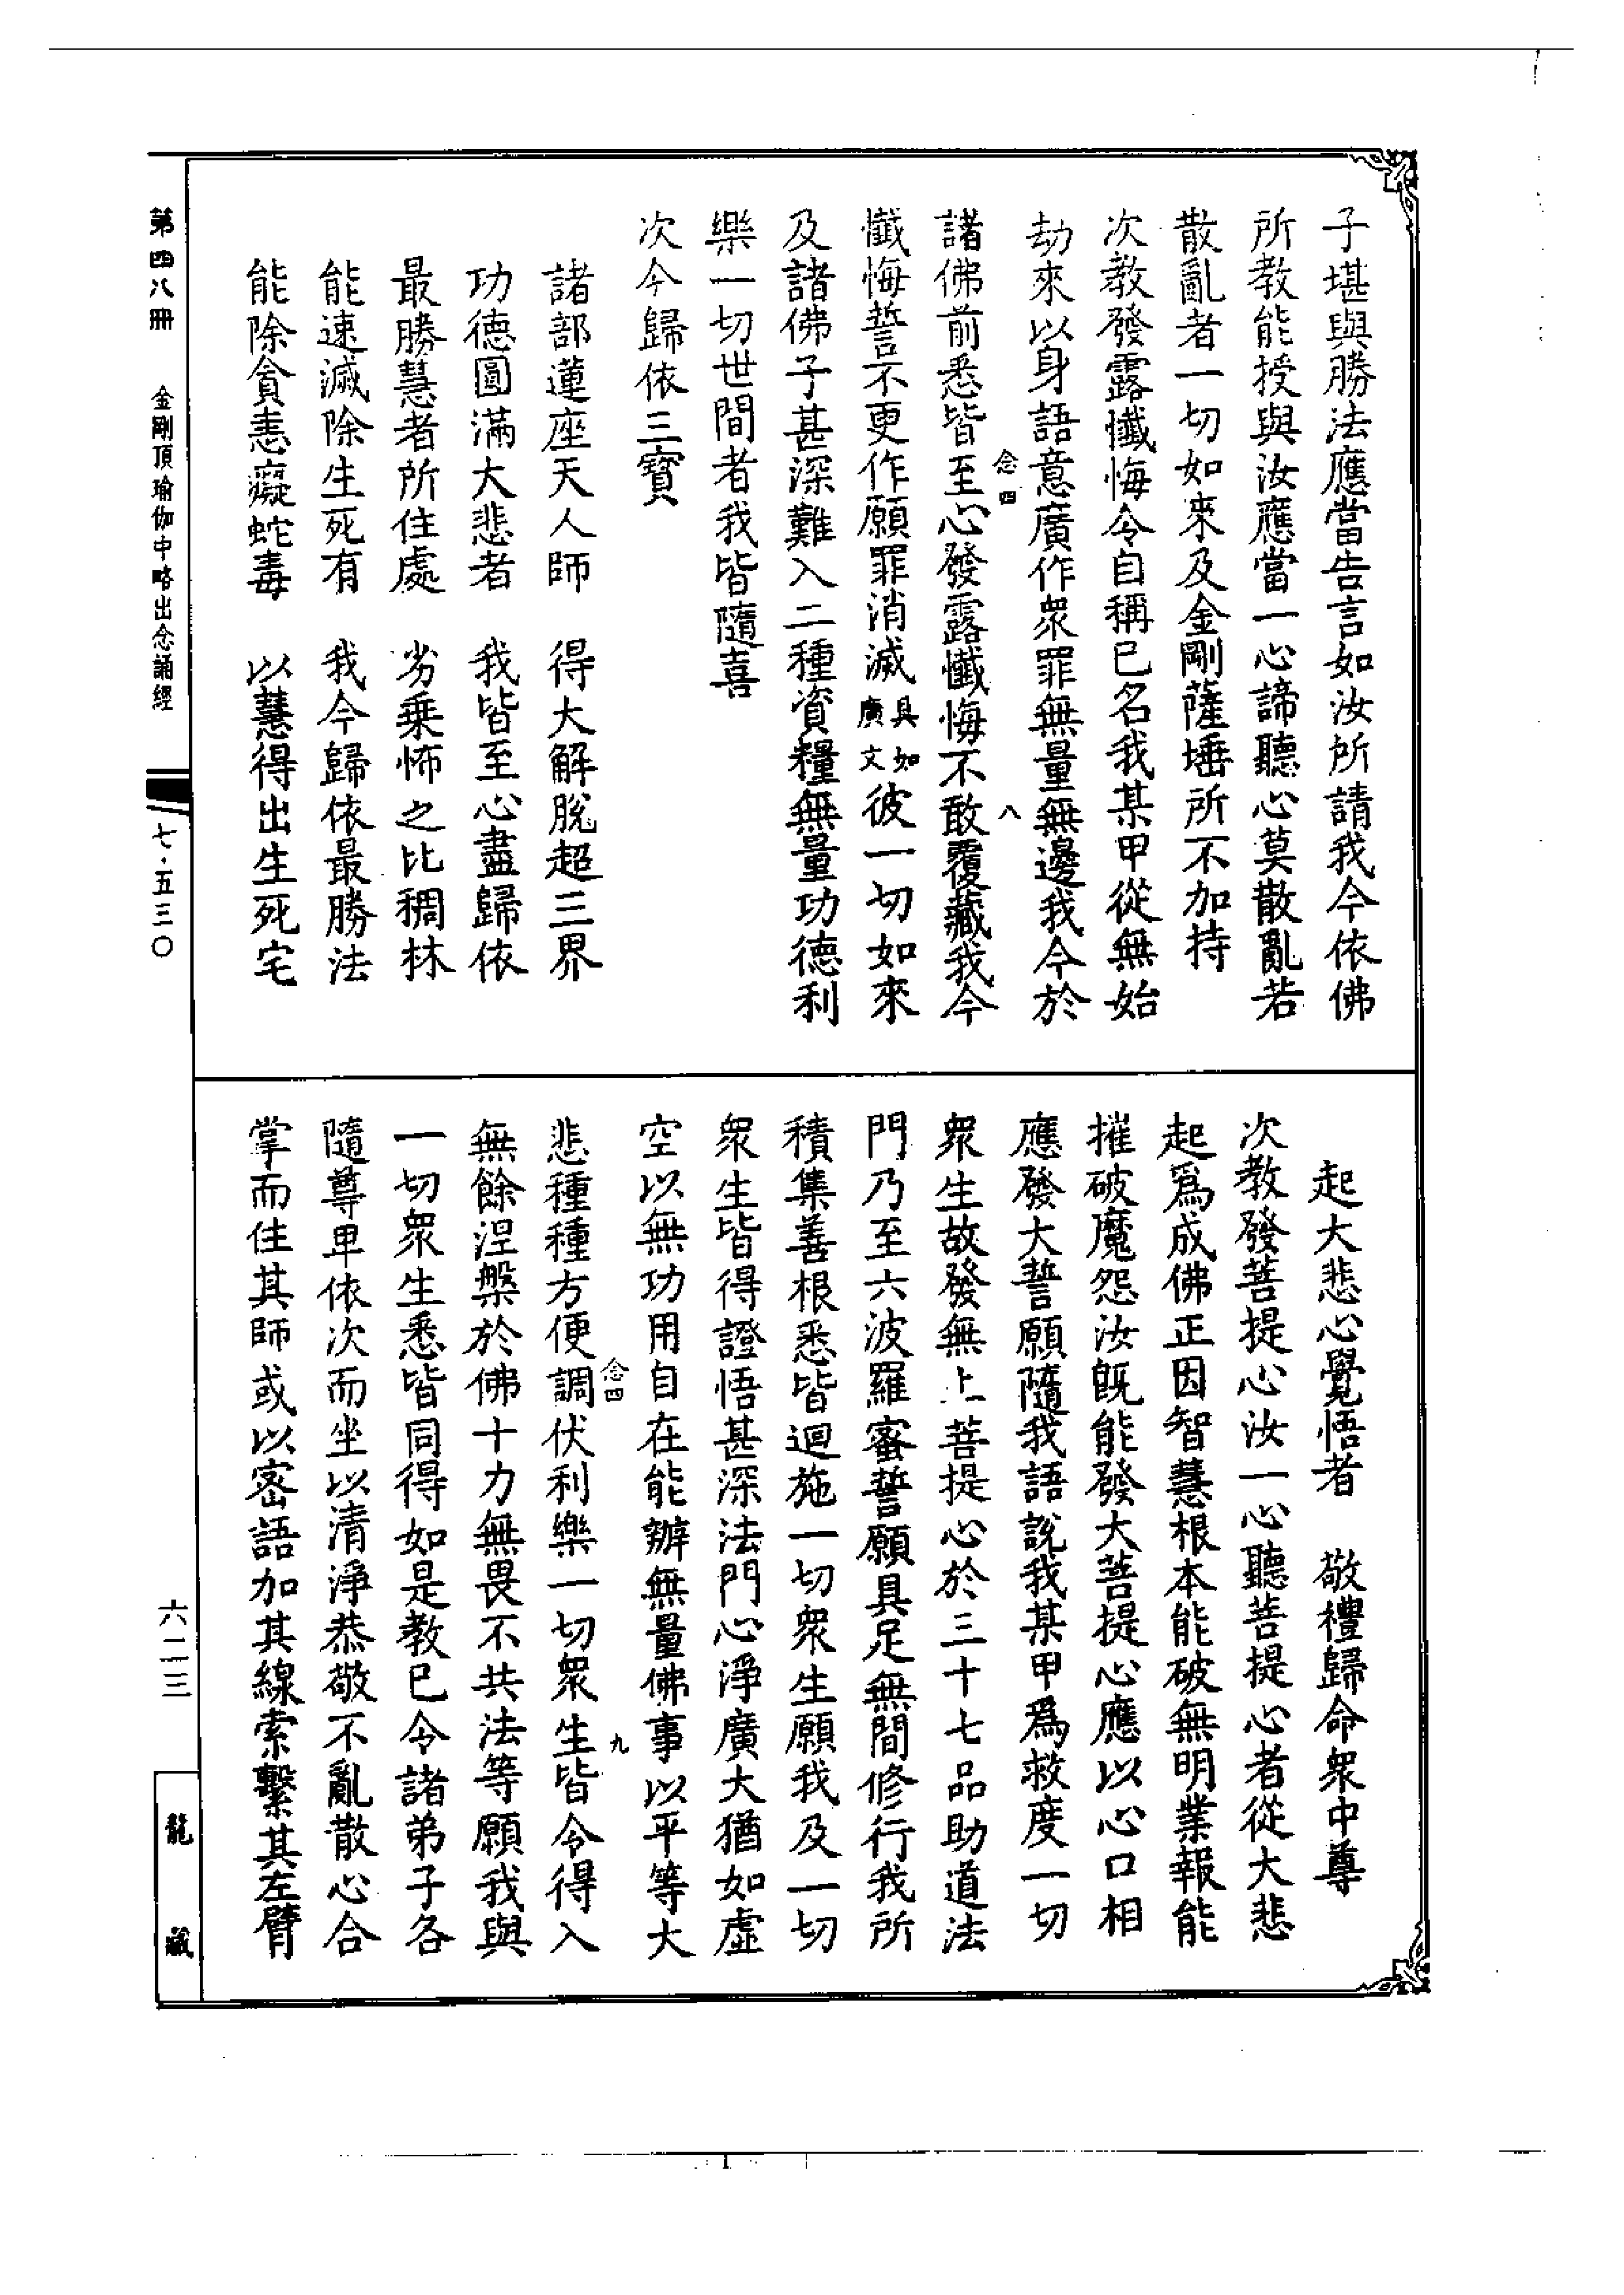 子堪與勝法應當告言如汝所請我今依佛
所教能授與汝應當一心諦聽心莫散亂若
散亂者一切如來及金剛薩埵所不加持
次教發露懺悔令自稱已名我某甲從無始
劫來以身語意廣作眾罪無量無邊我今於
念四
八
諸佛前悉皆至心發露懺悔不敢覆藏我今
懺悔誓不更作願罪消滅具如廣文彼一切如來
及諸佛子甚深難入二種資糧無量功德利
樂一切世間者我皆隨喜
次今歸依三寶
諸部蓮座天人師　得大解脫超三界
功德圓滿大悲者　我皆至心盡歸依
最勝慧者所住處　劣乘怖之比稠林
能速滅除生死有　我今歸依最勝法
能除貪恚癡蛇毒　以慧得出生死宅
起大悲心覺悟者　敬禮歸命眾中尊
次教發菩提心汝一心聽菩提心者從大悲
起爲成佛正因智慧根本能破無明業報能
摧破魔怨汝既能發大菩提心應以心口相
應發大誓願隨我語說我某甲爲救度一切
眾生故發無上菩提心於三十七品助道法
門乃至六波羅蜜誓願具足無間修行我所
積集善根悉皆迴施一切眾生願我及一切
眾生皆得證悟甚深法門心淨廣大猶如虛
空以無功用自在能辦無量佛事以平等大
念四
九
悲種種方便調伏利樂一切眾生皆令得入
無餘涅槃於佛十力無畏不共法等願我與
一切眾生悉皆同得如是教已令諸弟子各
隨尊卑依次而坐以清淨恭敬不亂散心合
掌而住其師或以密語加其線索繫其左臂
第四八冊　金剛頂瑜伽中略出念誦經
七·五三〇
六二三
龍藏